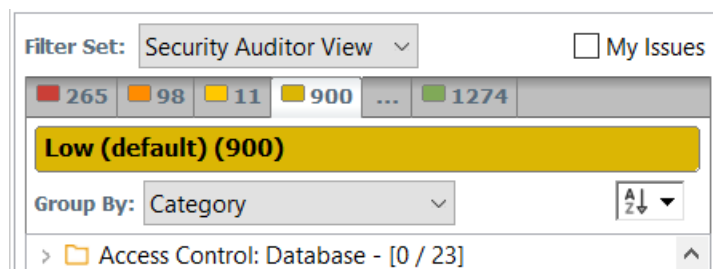 Filter Set: Security Auditor View My Issues
265 98 11 900 ... 1274
Low (default) (900)
Group By: Category A Z
Access Control: Database - [0 / 23]